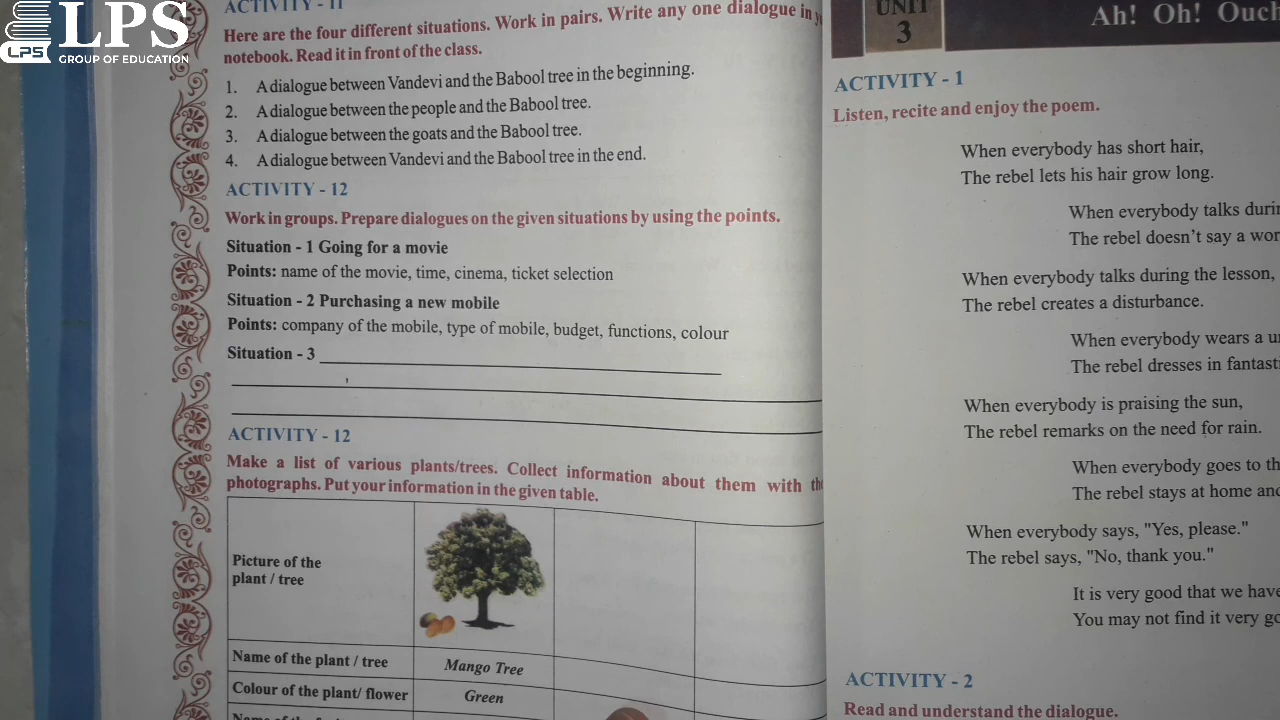 LPS
LPS
GROUP OF EDUCATION
ACTIVITY - 11
Here are the four different situations. Work in pairs. Write any one dialogue in
notebook. Read it in front of the class.
1. A dialogue between Vandevi and the Babool tree in the beginning.
2. A dialogue between the people and the Babool tree.
3. A dialogue between the goats and the Babool tree.
4. A dialogue between Vandevi and the Babool tree in the end.
ACTIVITY - 12
Work in groups. Prepare dialogues on the given situations by using the points.
Situation - 1 Going for a movie
Points: name of the movie, time, cinema, ticket selection
Situation - 2 Purchasing a new mobile
Points: company of the mobile, type of mobile, budget, functions, colour
Situation - 3
ACTIVITY - 12
Make a list of various plants/trees. Collect information about them with
photographs. Put your information in the given table.
Picture of the
plant / tree
Name of the plant / tree Mango Tree
Colour of the plant/ flower Green
UNIT
3
Ah! Oh! Ouch
ACTIVITY - 1
Listen, recite and enjoy the poem.
When everybody has short hair,
The rebel lets his hair grow long.
When everybody talks
The rebel doesn't say a
When everybody talks during the lesson,
The rebel creates a disturbance.
When everybody wears a
The rebel dresses in
When everybody is praising the sun,
The rebel remarks on the need for rain.
When everybody goes to
The rebel stays at home
When everybody says, "Yes, please."
The rebel says, "No, thank you."
It is very good that we have
You may not find it very
ACTIVITY - 2
Read and understand the dialogue.